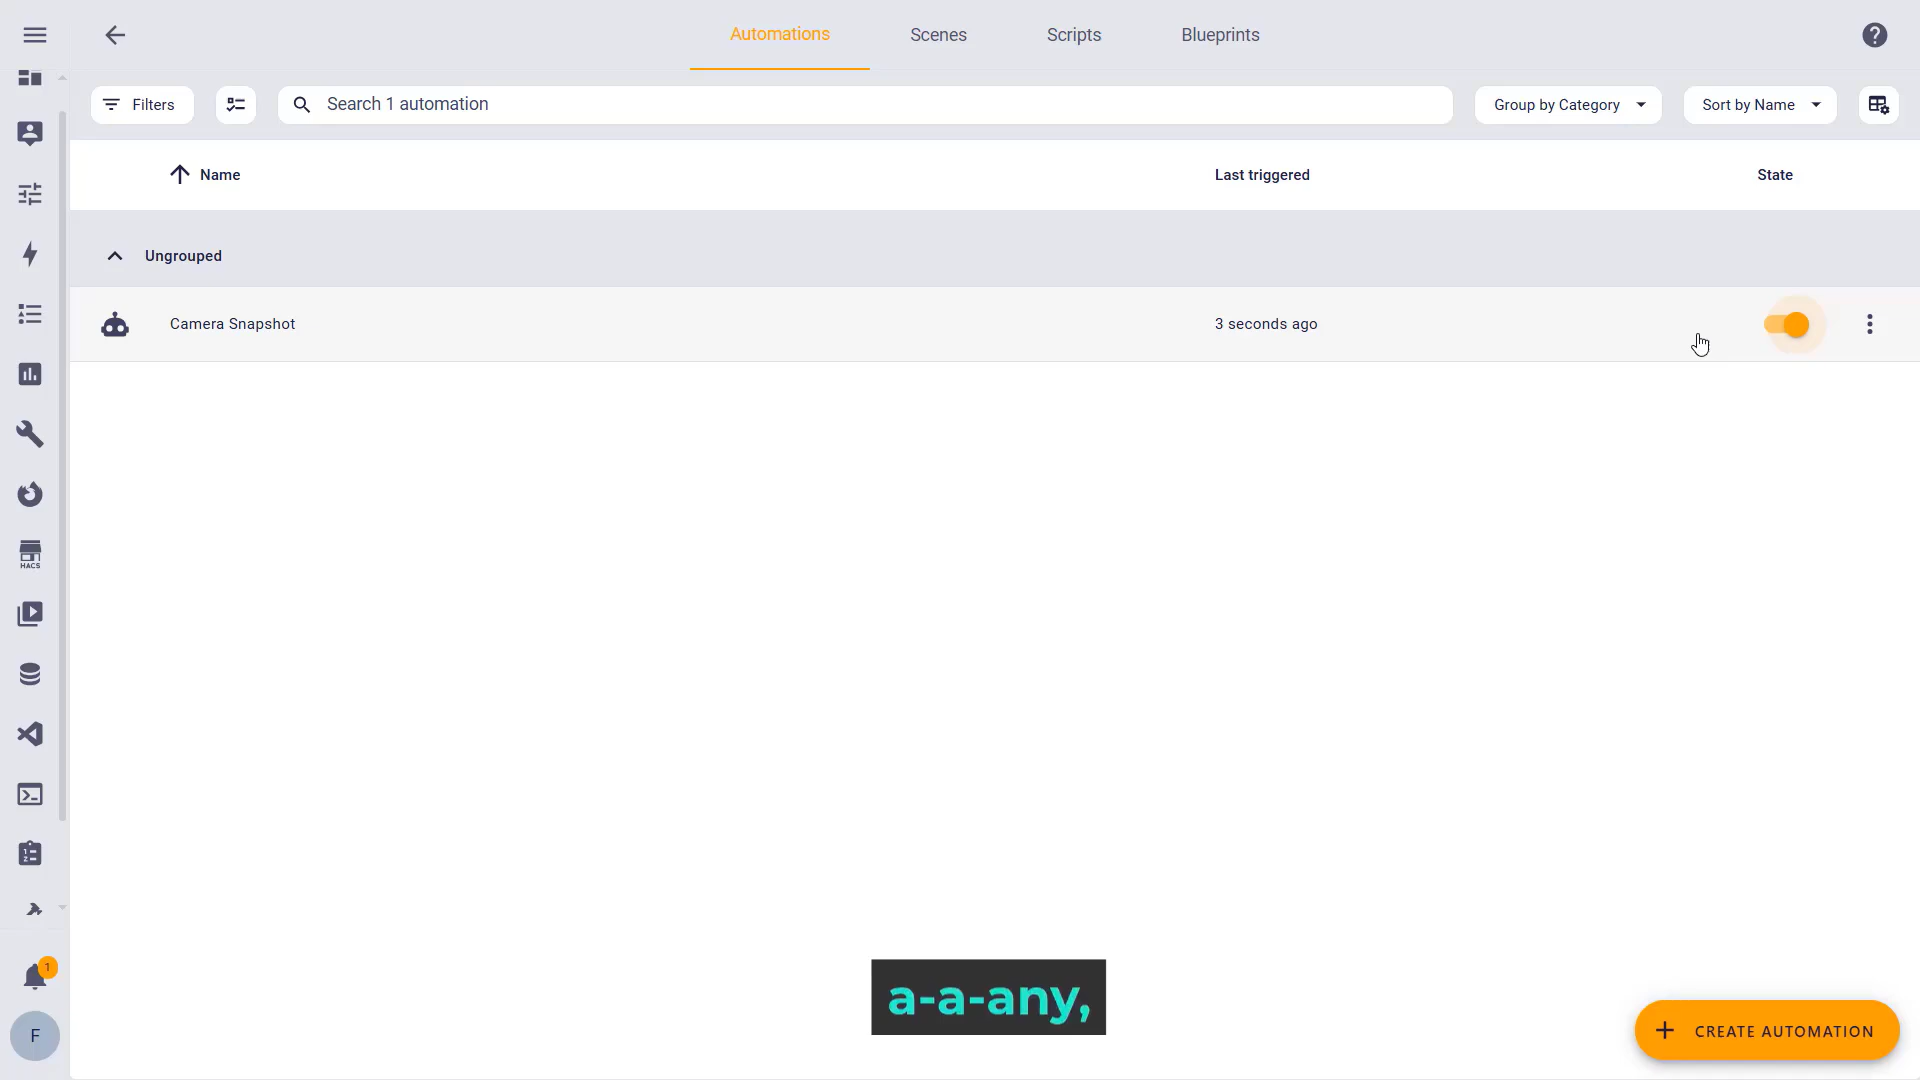 Automations
Scenes
Scripts
Blueprints
Filters
Search 1 automation
Group by Category
Sort by Name
Name
Last triggered
State
Ungrouped
Camera Snapshot
3 seconds ago
HACS
1
F
a-a-any,
CREATE AUTOMATION